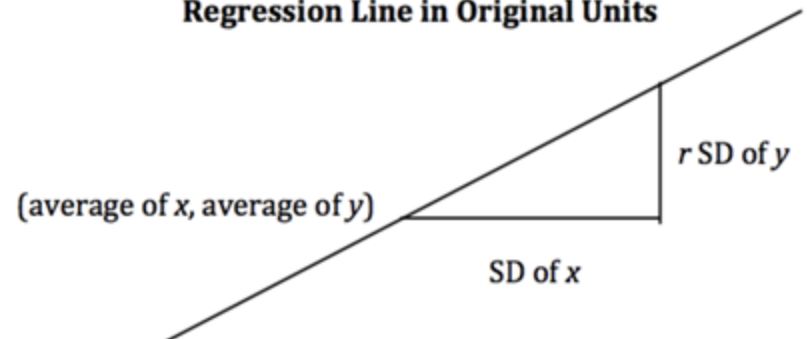 Regression Line in Original Units
r SD of y
(average of x, average of y)
SD of x